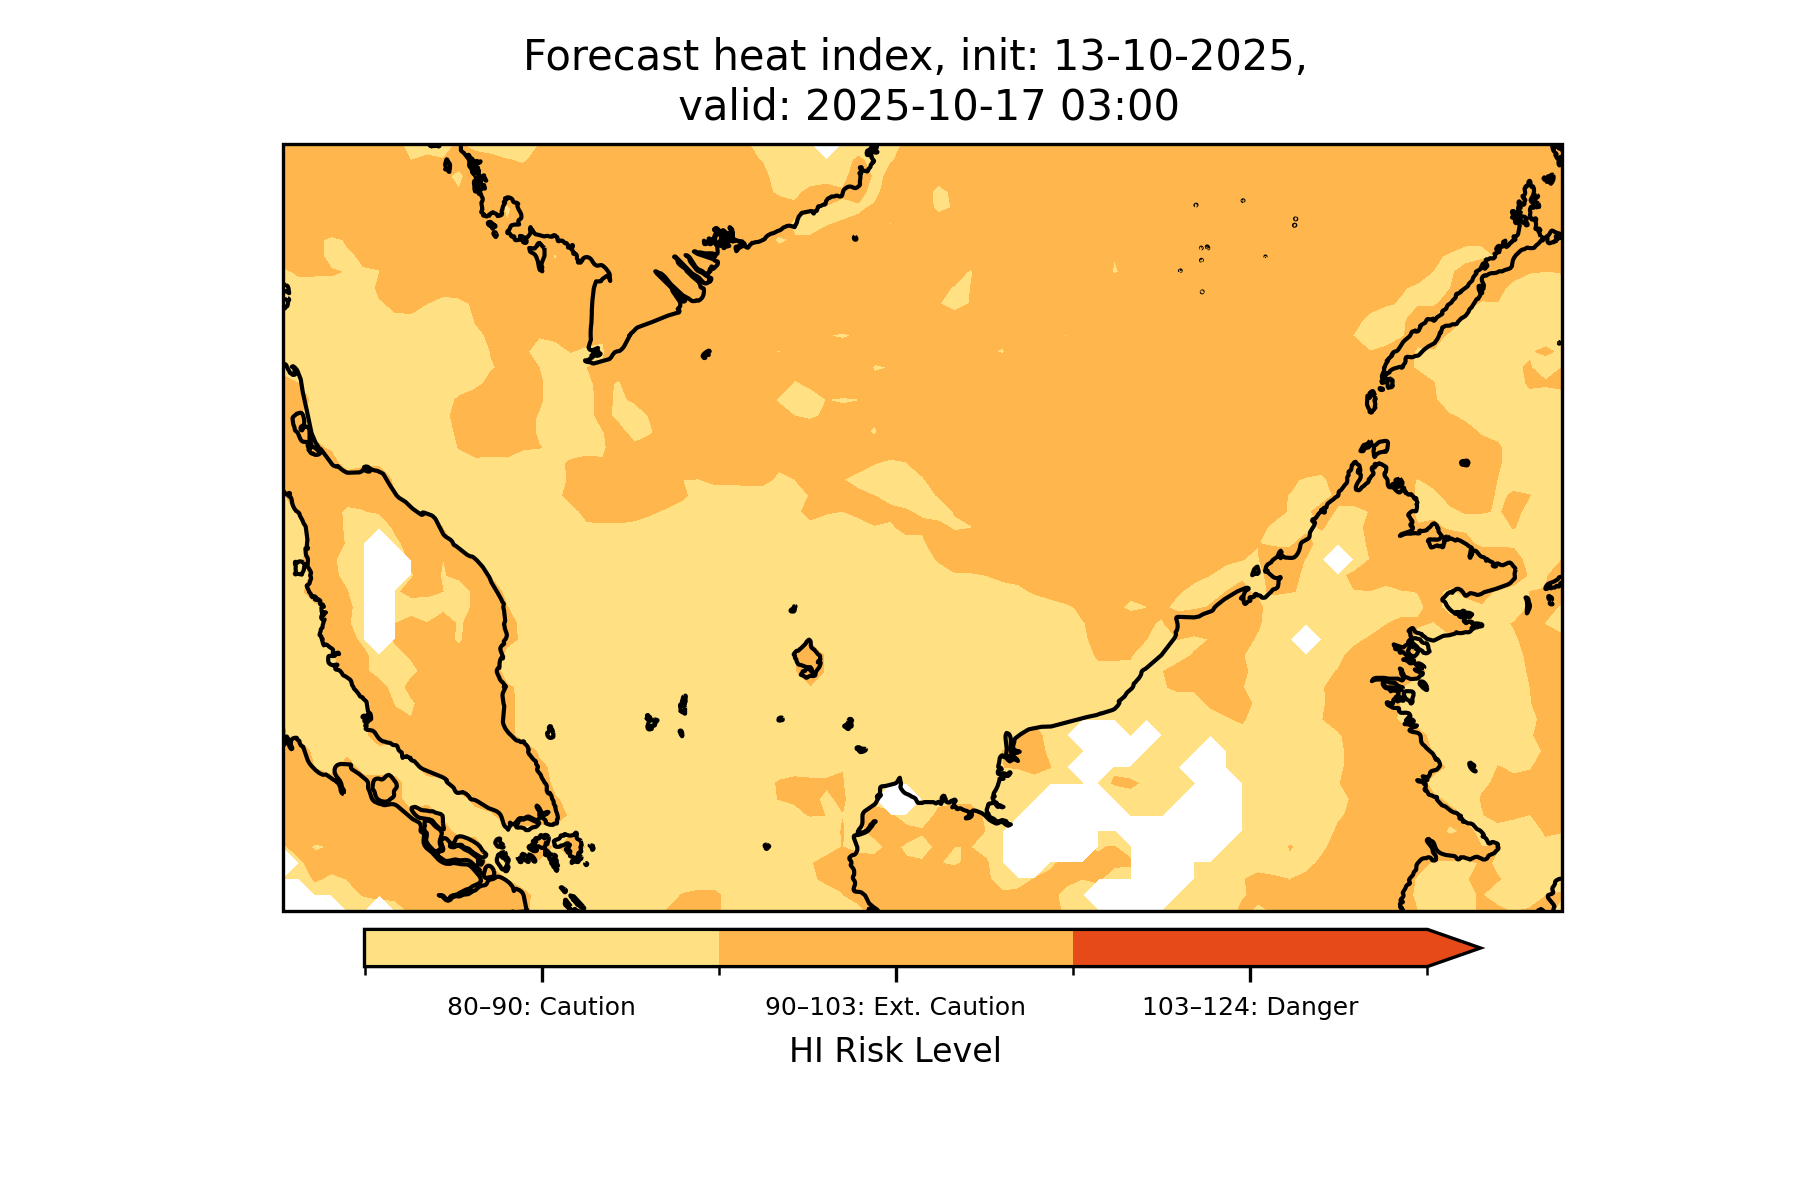 Forecast heat index, init: 13-10-2025,
valid: 2025-10-17 03:00
80–90: Caution
90–103: Ext. Caution
103–124: Danger
HI Risk Level